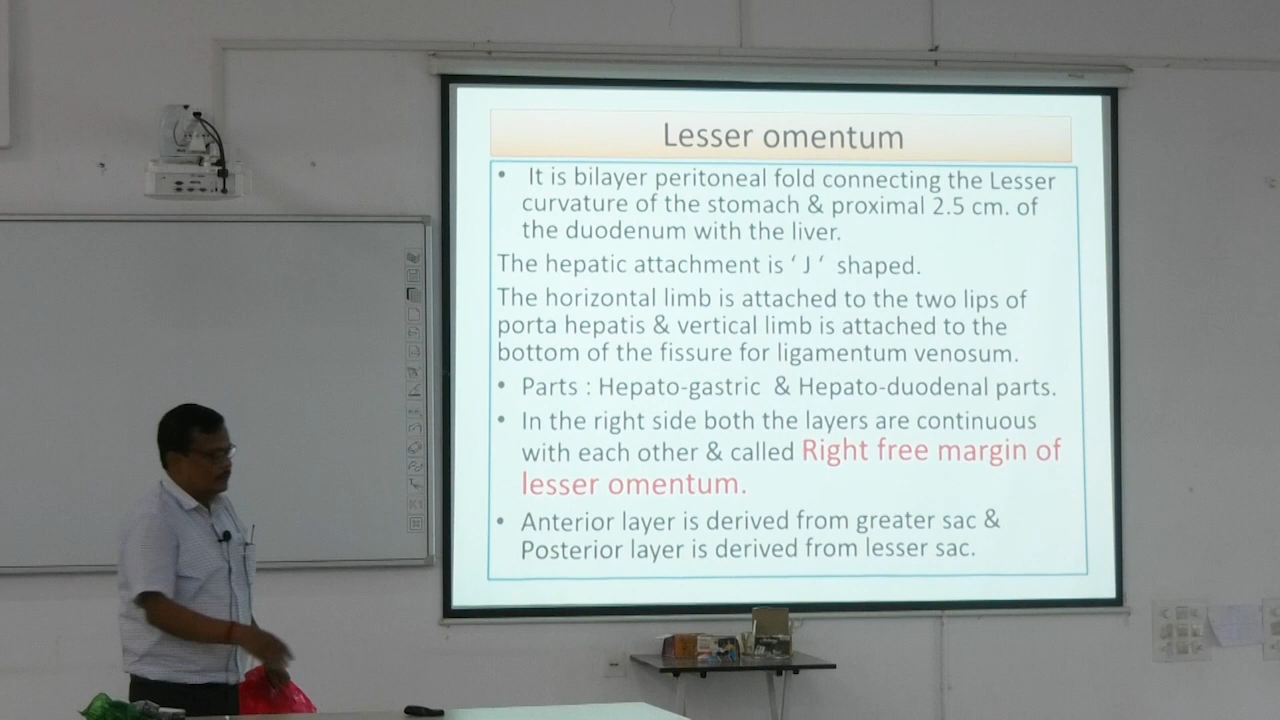 Lesser omentum
• It is bilayer peritoneal fold connecting the Lesser
curvature of the stomach & proximal 2.5 cm. of
the duodenum with the liver.
The hepatic attachment is ‘ J ‘ shaped.
The horizontal limb is attached to the two lips of
porta hepatis & vertical limb is attached to the
bottom of the fissure for ligamentum venosum.
• Parts : Hepato-gastric & Hepato-duodenal parts.
• In the right side both the layers are continuous
with each other & called Right free margin of
lesser omentum.
• Anterior layer is derived from greater sac &
Posterior layer is derived from lesser sac.